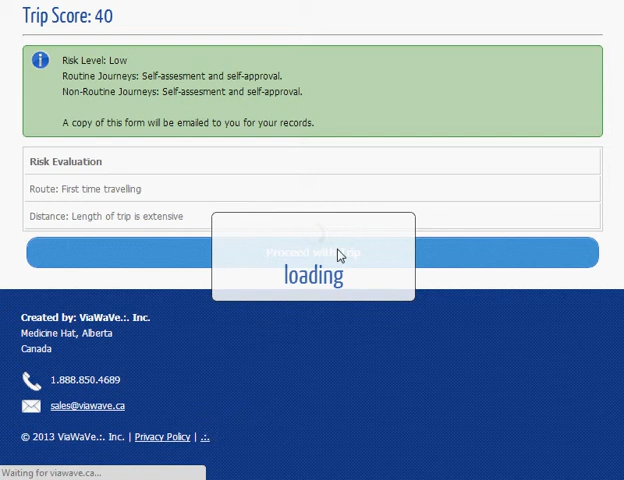 Trip Score: 40
Risk Level: Low
Routine Journeys: Self-assesment and self-approval.
Non-Routine Journeys: Self-assesment and self-approval.
A copy of this form will be emailed to you for your records.
Risk Evaluation
Route: First time travelling
Distance: Length of trip is extensive
Proceed with Trip
loading
Created by: ViaWaVe.:. Inc.
Medicine Hat, Alberta
Canada
1.888.850.4689
sales@viawave.ca
© 2013 ViaWaVe.:. Inc. | Privacy Policy | .:.
Waiting for viawave.ca...